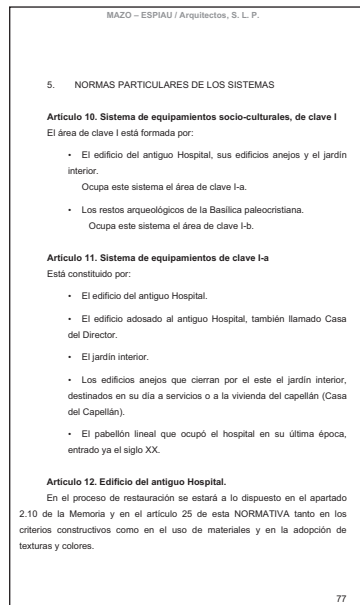 MAZO – ESPIAU / Arquitectos, S. L. P.
5. NORMAS PARTICULARES DE LOS SISTEMAS
Artículo 10. Sistema de equipamientos socio-culturales, de clave I
El área de clave I está formada por:
• El edificio del antiguo Hospital, sus edificios anejos y el jardín
interior.
Ocupa este sistema el área de clave I-a.
• Los restos arqueológicos de la Basílica paleocristiana.
Ocupa este sistema el área de clave I-b.
Artículo 11. Sistema de equipamientos de clave I-a
Está constituido por:
• El edificio del antiguo Hospital.
• El edificio adosado al antiguo Hospital, también llamado Casa
del Director.
• El jardín interior.
• Los edificios anejos que cierran por el este el jardín interior,
destinados en su día a servicios o a la vivienda del capellán (Casa
del Capellán).
• El pabellón lineal que ocupó el hospital en su última época,
entrado ya el siglo XX.
Artículo 12. Edificio del antiguo Hospital.
En el proceso de restauración se estará a lo dispuesto en el apartado
2.10 de la Memoria y en el artículo 25 de esta NORMATIVA tanto en los
criterios constructivos como en el uso de materiales y en la adopción de
texturas y colores.
77